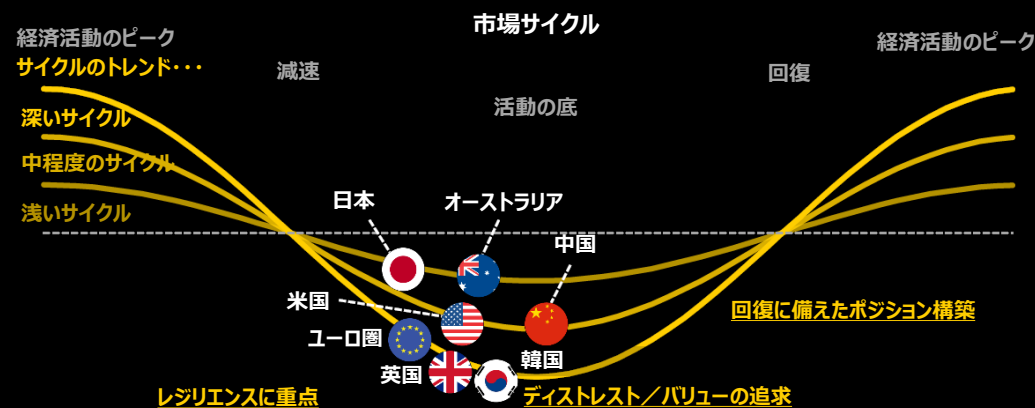 市場サイクル
経済活動のピーク
経済活動のピーク
サイクルのトレンド・・・
減速
回復
活動の底
深いサイクル
中程度のサイクル
浅いサイクル
日本
オーストラリア
中国
米国
ユーロ圏
英国
韓国
回復に備えたポジション構築
レジリエンスに重点
ディストレスト／バリューの追求